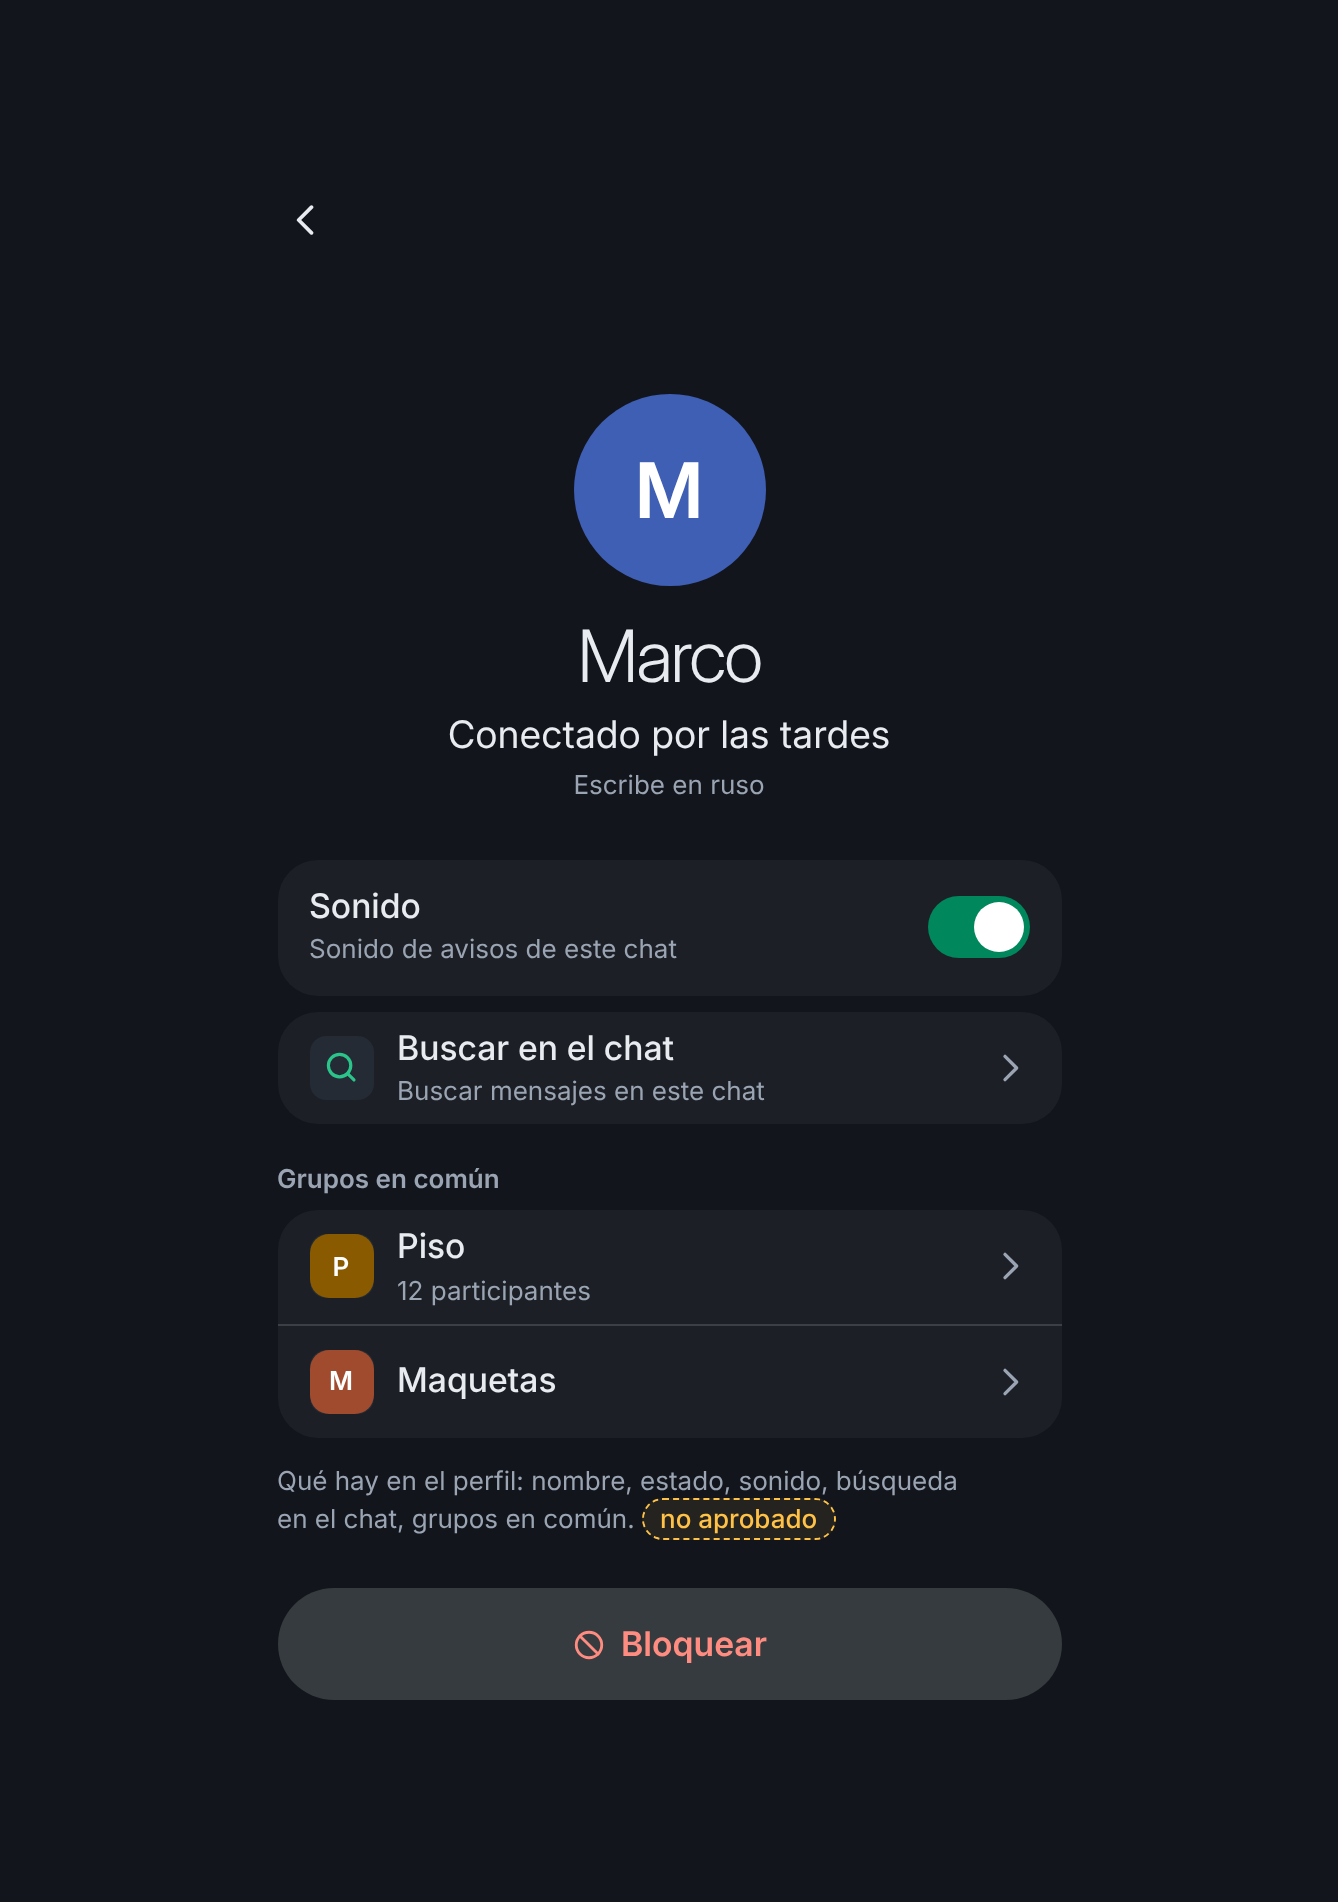 M
Marco
Conectado por las tardes
Escribe en ruso
Sonido
Sonido de avisos de este chat
Buscar en el chat
Buscar mensajes en este chat
Grupos en común
P
Piso
12 participantes
M
Maquetas
Qué hay en el perfil: nombre, estado, sonido, búsqueda
en el chat, grupos en común. no aprobado
Bloquear